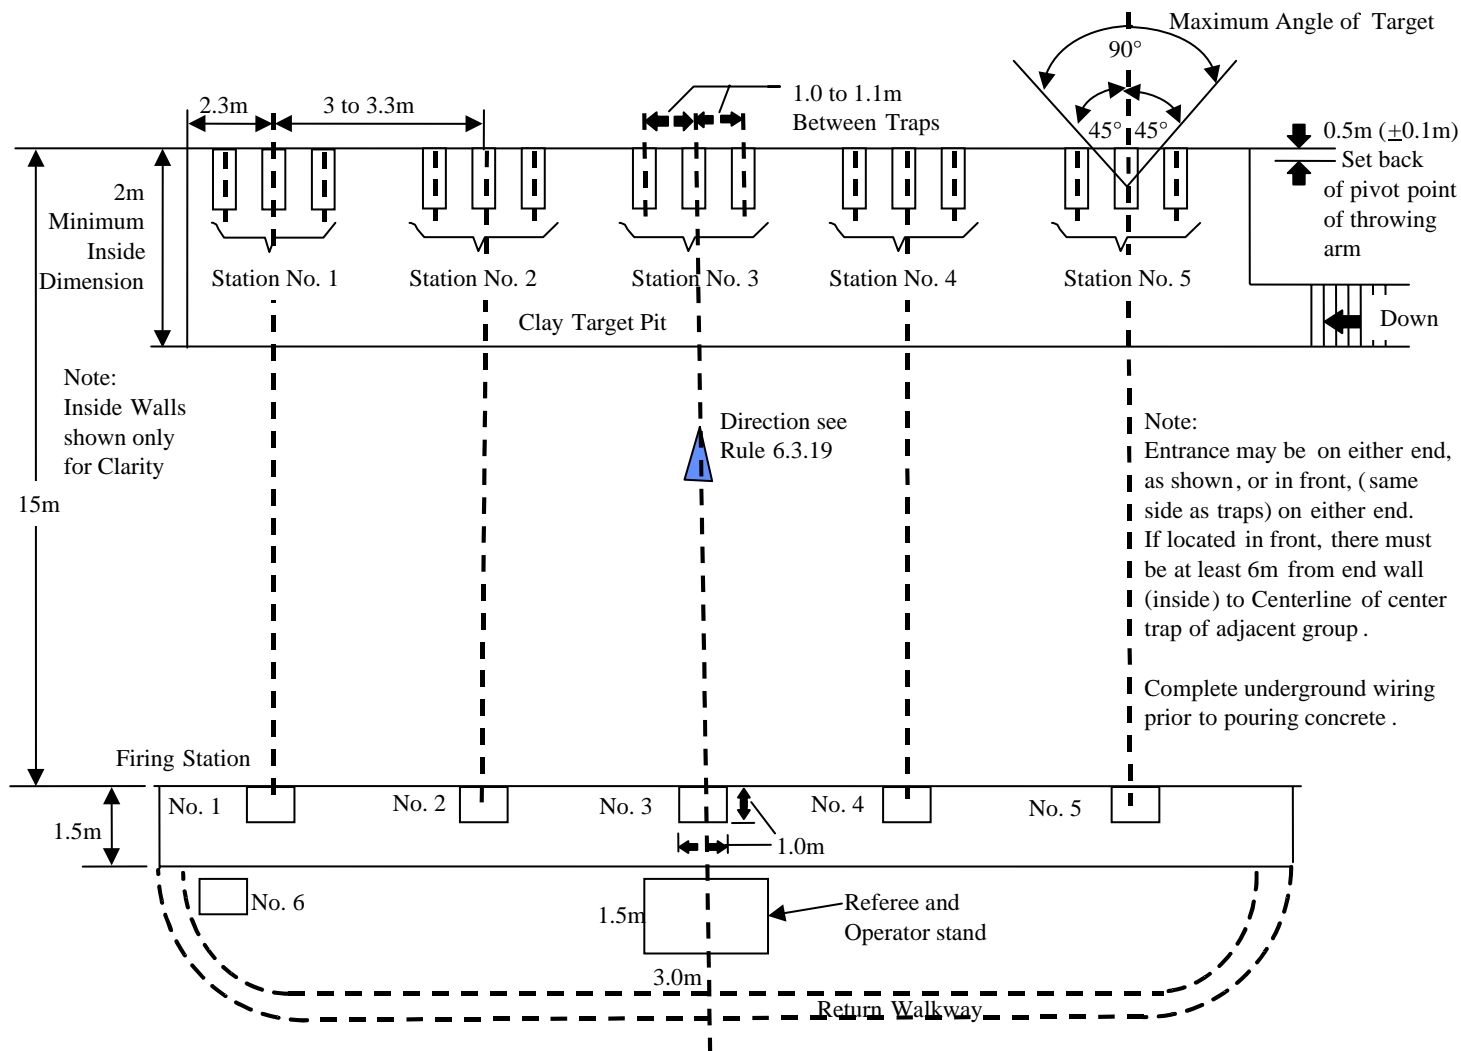 Maximum Angle of Target
90°
2.3m
3 to 3.3m
1.0 to 1.1m
Between Traps
45° 45°
0.5m (±0.1m)
Set back
of pivot point
of throwing
arm
2m
Minimum
Inside
Dimension
Station No. 1
Station No. 2
Station No. 3
Station No. 4
Station No. 5
Clay Target Pit
Down
Note:
Inside Walls
shown only
for Clarity
Direction see
Rule 6.3.19
Note:
Entrance may be on either end,
as shown, or in front, (same
side as traps) on either end.
If located in front, there must
be at least 6m from end wall
(inside) to Centerline of center
trap of adjacent group.
Complete underground wiring
prior to pouring concrete.
15m
Firing Station
No. 1
No. 2
No. 3
No. 4
No. 5
1.5m
1.0m
No. 6
1.5m
Referee and
Operator stand
3.0m
Return Walkway